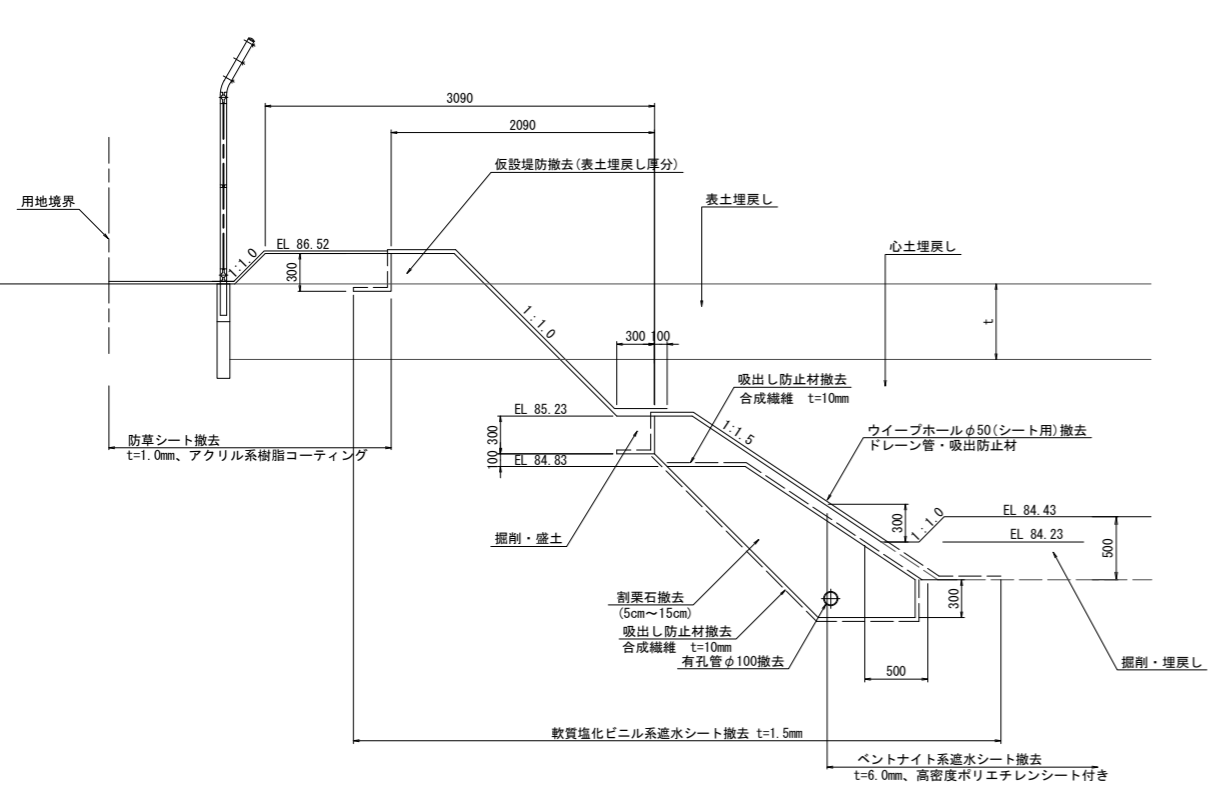 3090
2090
仮設堤防撤去(表土埋戻し厚分)
用地境界
表土埋戻し
1:1.0
EL 86.52
300
心土埋戻し
1:1.0
t
300 100
吸出し防止材撤去
合成繊維 t=10mm
EL 85.23
300
1:1.5
ウイープホールφ50(シート用)撤去
ドレーン管・吸出防止材
防草シート撤去
t=1.0mm、アクリル系樹脂コーティング
100
EL 84.83
300
1:1.0
EL 84.43
EL 84.23
500
掘削・盛土
割栗石撤去
(5cm～15cm)
300
吸出し防止材撤去
合成繊維 t=10mm
有孔管φ100撤去
500
掘削・埋戻し
軟質塩化ビニル系遮水シート撤去 t=1.5mm
ベントナイト系遮水シート撤去
t=6.0mm、高密度ポリエチレンシート付き